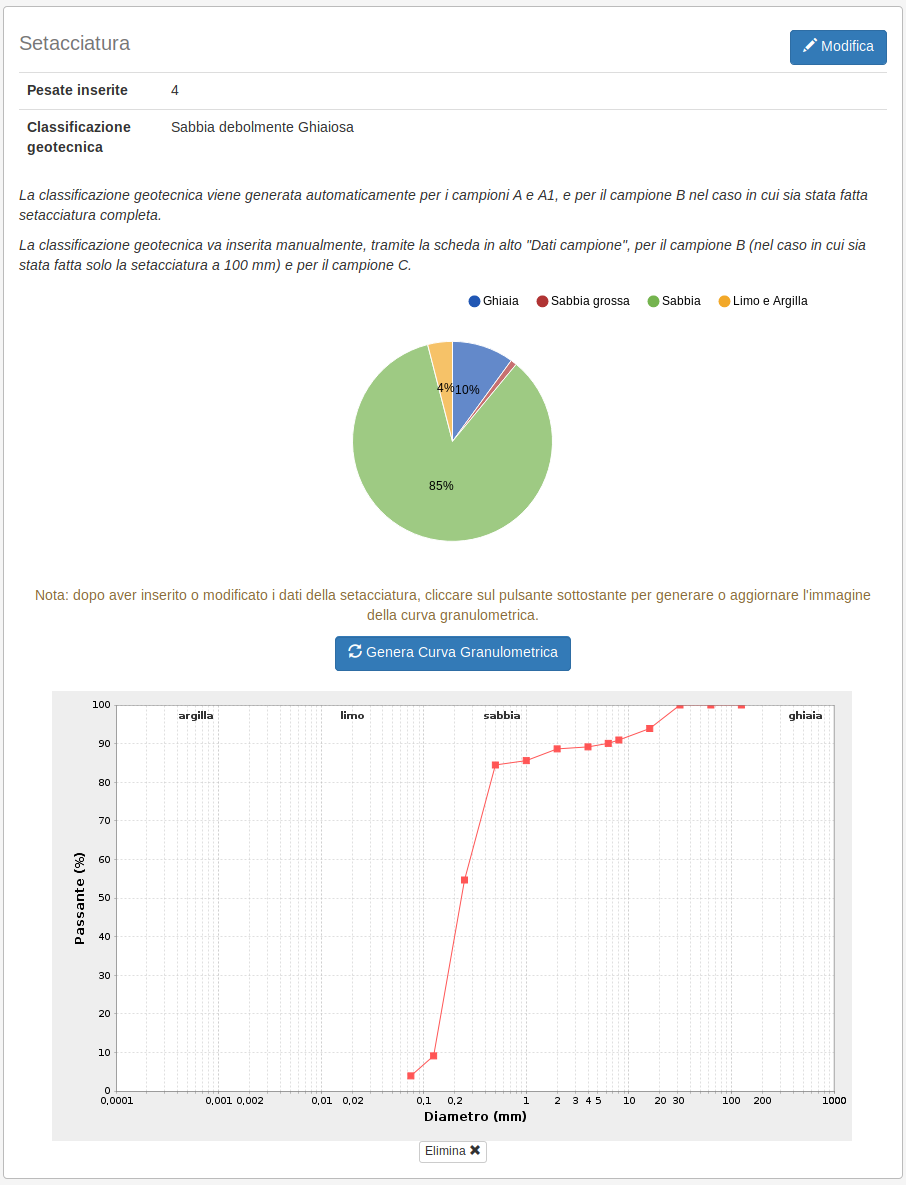 Setacciatura
Modifica
Pesate inserite 4
Classificazione Sabbia debolmente Ghiaiosa
geotecnica
La classificazione geotecnica viene generata automaticamente per i campioni A e A1, e per il campione B nel caso in cui sia stata fatta
setacciatura completa.
La classificazione geotecnica va inserita manualmente, tramite la scheda in alto "Dati campione", per il campione B (nel caso in cui sia
stata fatta solo la setacciatura a 100 mm) e per il campione C.
Ghiaia Sabbia grossa Sabbia Limo e Argilla
4% 10%
85%
Nota: dopo aver inserito o modificato i dati della setacciatura, cliccare sul pulsante sottostante per generare o aggiornare l'immagine
della curva granulometrica.
Genera Curva Granulometrica
argilla limo sabbia ghiaia
100
90
80
70
60
50
40
30
20
10
0
Passante (%)
0,0001 0,001 0,002 0,01 0,02 0,1 0,2 1 2 3 4 5 10 20 30 100 200 1000
Diametro (mm)
Elimina ✖